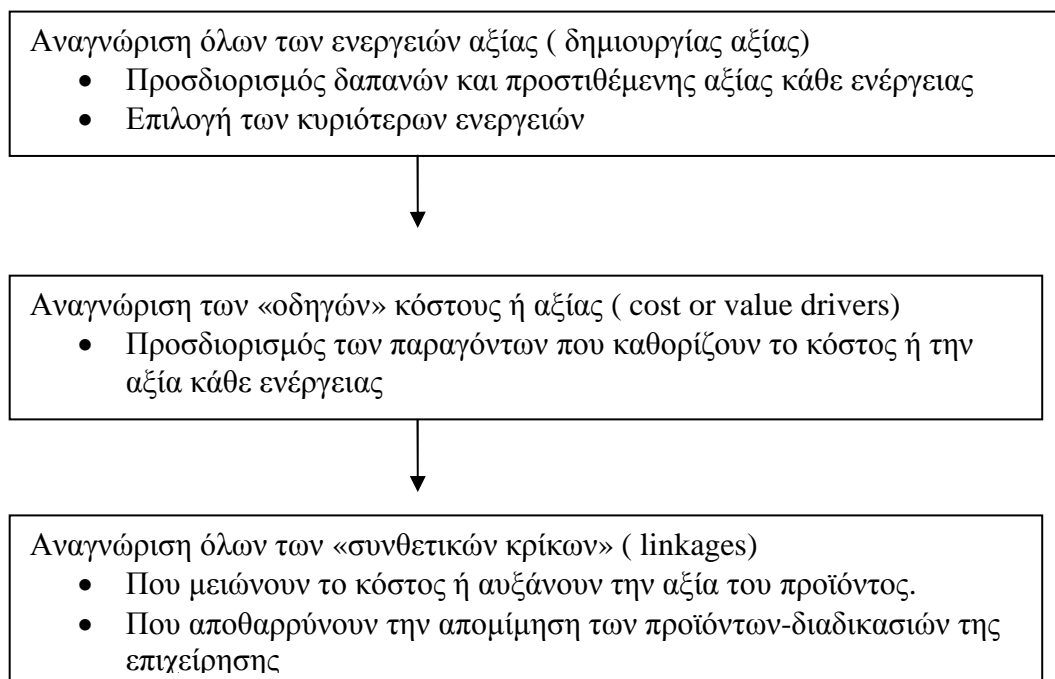 Αναγνώριση όλων των ενεργειών αξίας ( δημιουργίας αξίας)
• Προσδιορισμός δαπανών και προστιθέμενης αξίας κάθε ενέργειας
• Επιλογή των κυριότερων ενεργειών
Αναγνώριση των «οδηγών» κόστους ή αξίας ( cost or value drivers)
• Προσδιορισμός των παραγόντων που καθορίζουν το κόστος ή την
αξία κάθε ενέργειας
Αναγνώριση όλων των «συνθετικών κρίκων» ( linkages)
• Που μειώνουν το κόστος ή αυξάνουν την αξία του προϊόντος.
• Που αποθαρρύνουν την απομίμηση των προϊόντων-διαδικασιών της
επιχείρησης